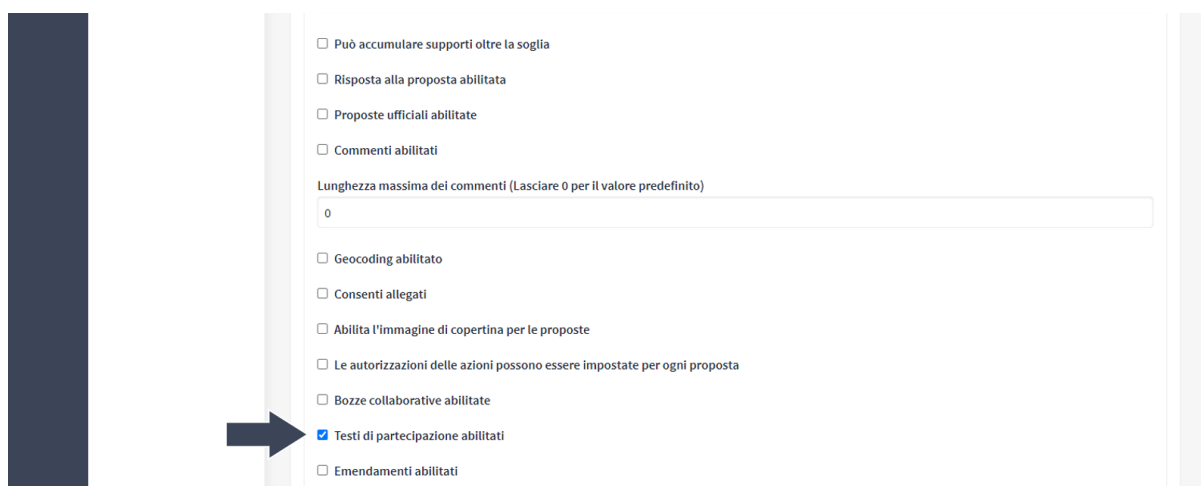 Può accumulare supporti oltre la soglia
Risposta alla proposta abilitata
Proposte ufficiali abilitate
Commenti abilitati
Lunghezza massima dei commenti (Lasciare 0 per il valore predefinito)
0
Geocoding abilitato
Consenti allegati
Abilita l'immagine di copertina per le proposte
Le autorizzazioni delle azioni possono essere impostate per ogni proposta
Bozze collaborative abilitate
Testi di partecipazione abilitati
Emendamenti abilitati